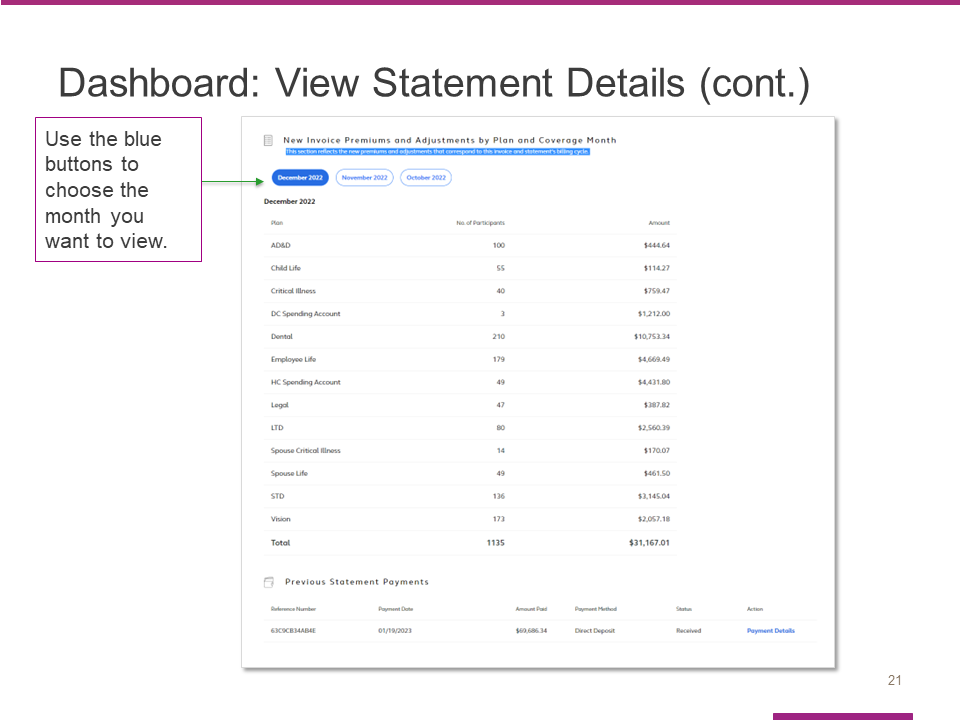 Dashboard: View Statement Details (cont.)
Use the blue
buttons to
choose the
month you
want to view.
New Invoice Premiums and Adjustments by Plan and Coverage Month
This section reflects the new premiums and adjustments that correspond to this invoice and statement's billing cycle.
December 2022 November 2022 October 2022
December 2022
Plan No. of Participants Amount
AD&D 100 $444.64
Child Life 55 $114.27
Critical Illness 40 $759.47
DC Spending Account 3 $1,212.00
Dental 210 $10,753.34
Employee Life 179 $4,669.49
HC Spending Account 49 $4,431.80
Legal 47 $387.82
LTD 80 $2,560.39
Spouse Critical Illness 14 $170.07
Spouse Life 49 $461.50
STD 136 $3,145.04
Vision 173 $2,057.18
Total 1135 $31,167.01
Previous Statement Payments
Reference Number Payment Date Amount Paid Payment Method Status Action
63C9CB34AB4E 01/19/2023 $69,686.34 Direct Deposit Received Payment Details
21